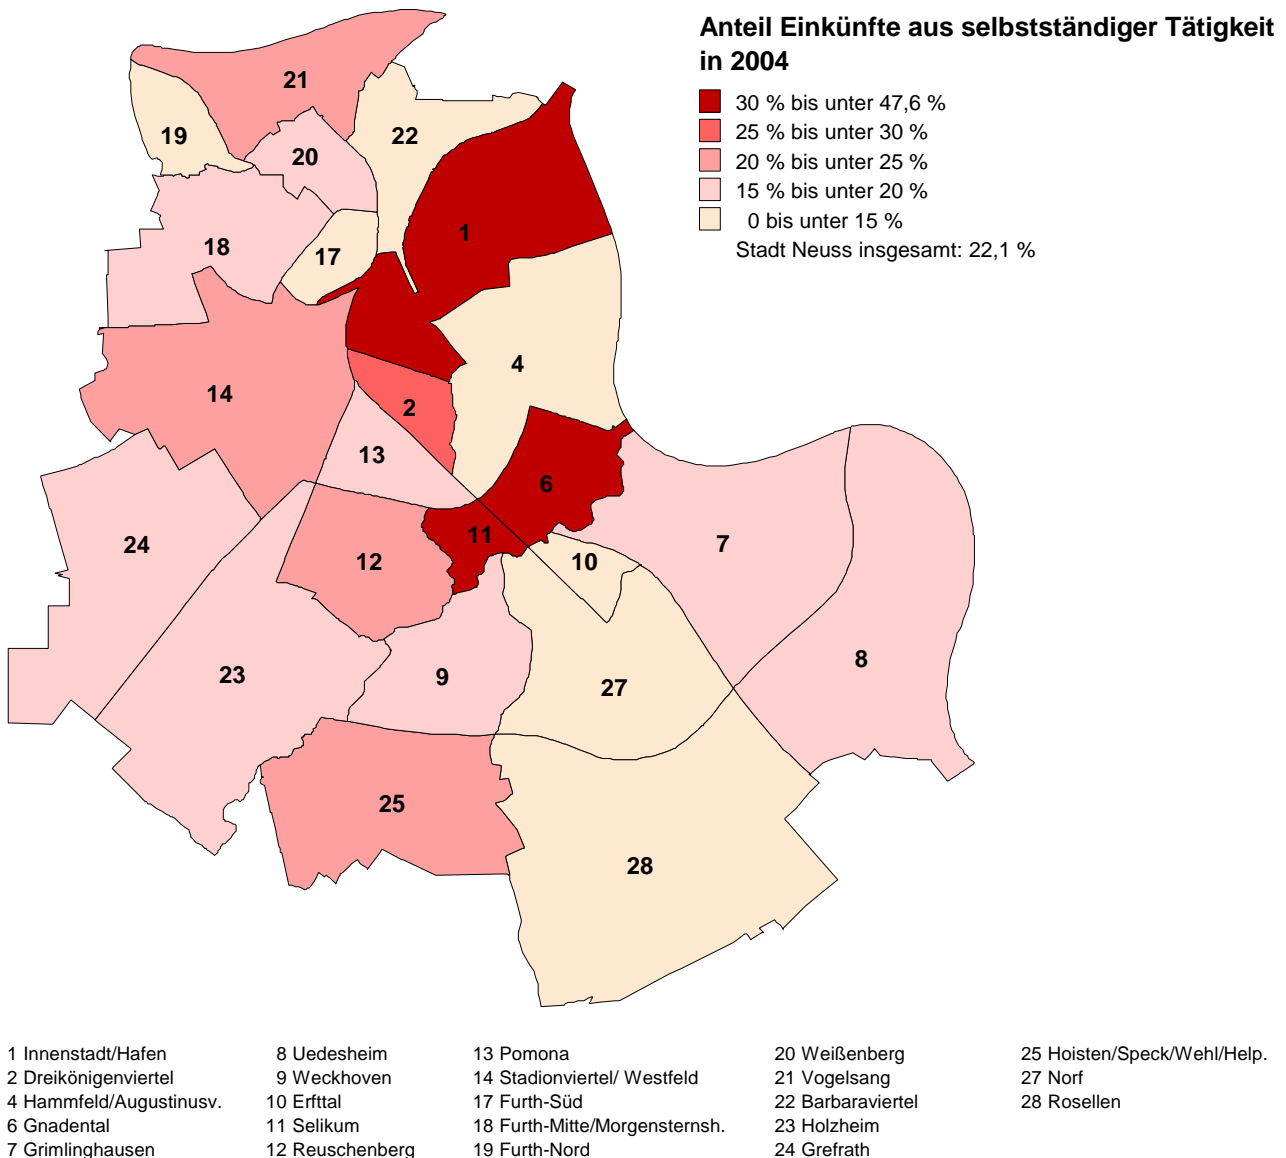 Anteil Einkünfte aus selbstständiger Tätigkeit
in 2004
30 % bis unter 47,6 %
25 % bis unter 30 %
20 % bis unter 25 %
15 % bis unter 20 %
0 bis unter 15 %
Stadt Neuss insgesamt: 22,1 %
21
19
22
20
1
18
17
4
14
2
13
6
11
24
7
10
12
8
23
9
27
25
28
1 Innenstadt/Hafen
2 Dreikönigenviertel
4 Hammfeld/Augustinusv.
6 Gnadental
7 Grimlinghausen
8 Uedesheim
9 Weckhoven
10 Erfttal
11 Selikum
12 Reuschenberg
13 Pomona
14 Stadionviertel/ Westfeld
17 Furth-Süd
18 Furth-Mitte/Morgensternsh.
19 Furth-Nord
20 Weißenberg
21 Vogelsang
22 Barbaraviertel
23 Holzheim
24 Grefrath
25 Hoisten/Speck/Wehl/Help.
27 Norf
28 Rosellen